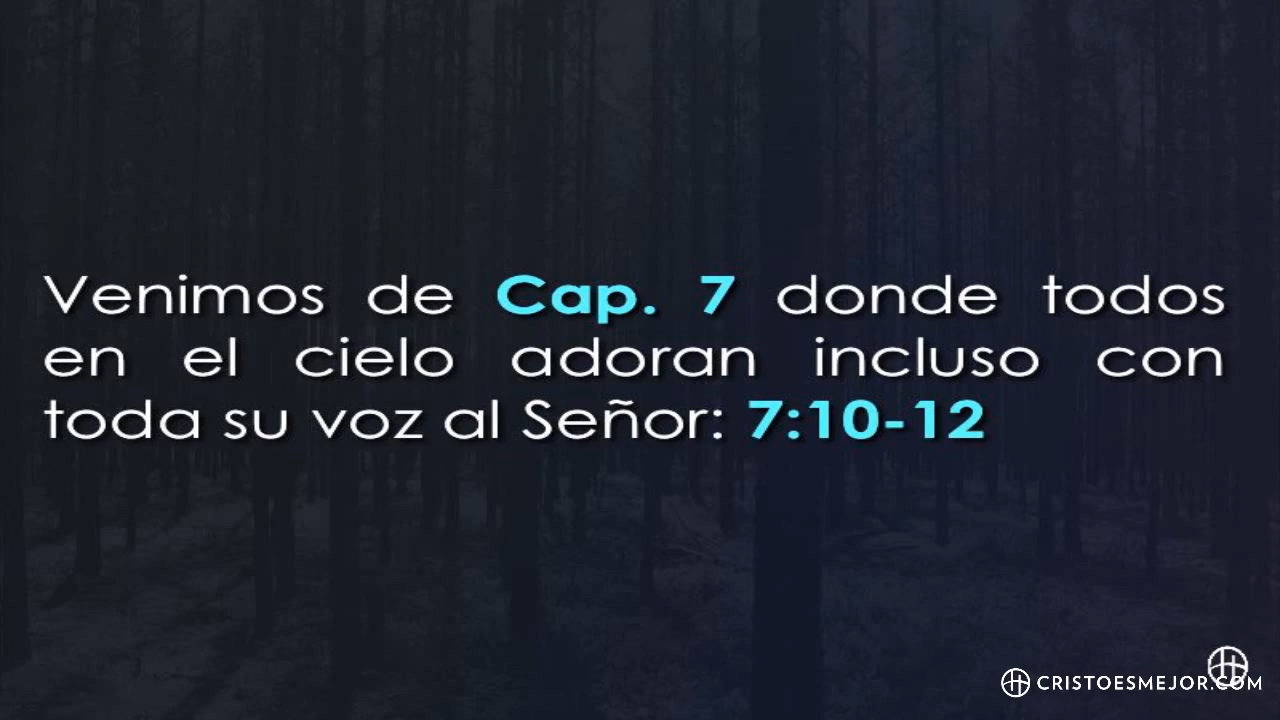 Venimos de Cap. 7 donde todos
en el cielo adoran incluso con
toda su voz al Señor: 7:10-12
CRISTOESMEJOR.COM